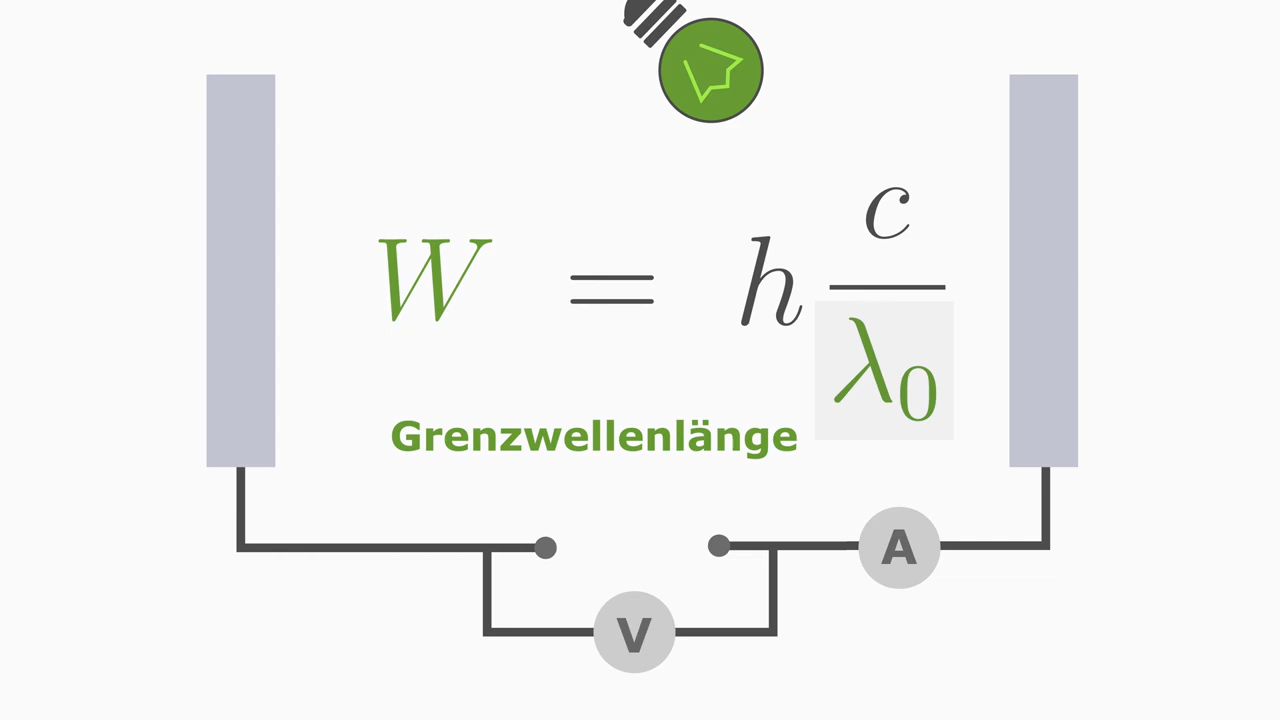 W = h c/λ₀
Grenzwellenlänge
A
V